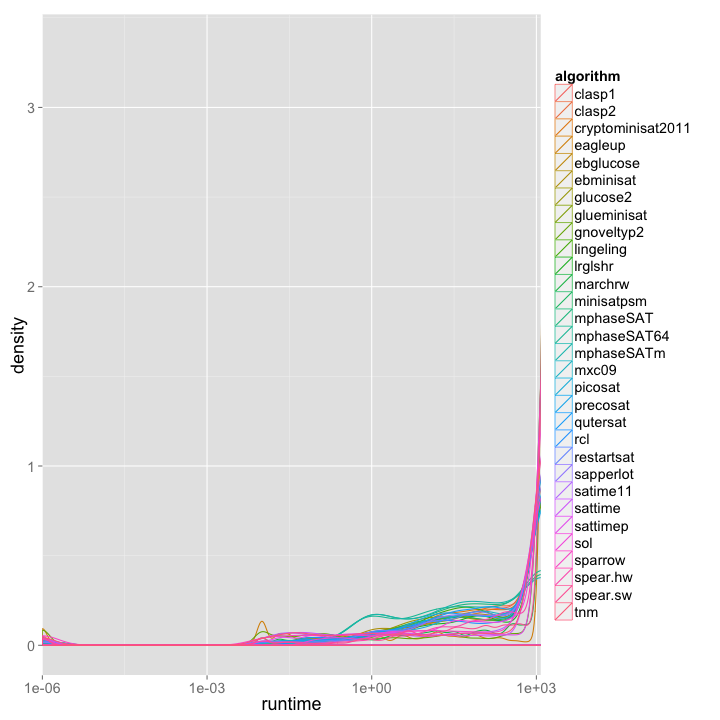 3
2
1
0
density
1e-06
1e-03
1e+00
1e+03
runtime
algorithm
clasp1
clasp2
cryptominisat2011
eagleup
ebglucose
ebminisat
glucose2
glueminisat
gnoveltyp2
lingeling
lrglshr
marchrw
minisatpsm
mphaseSAT
mphaseSAT64
mphaseSATm
mxc09
picosat
precosat
qutersat
rcl
restartsat
sapperlot
satime11
sattime
sattimep
sol
sparrow
spear.hw
spear.sw
tnm